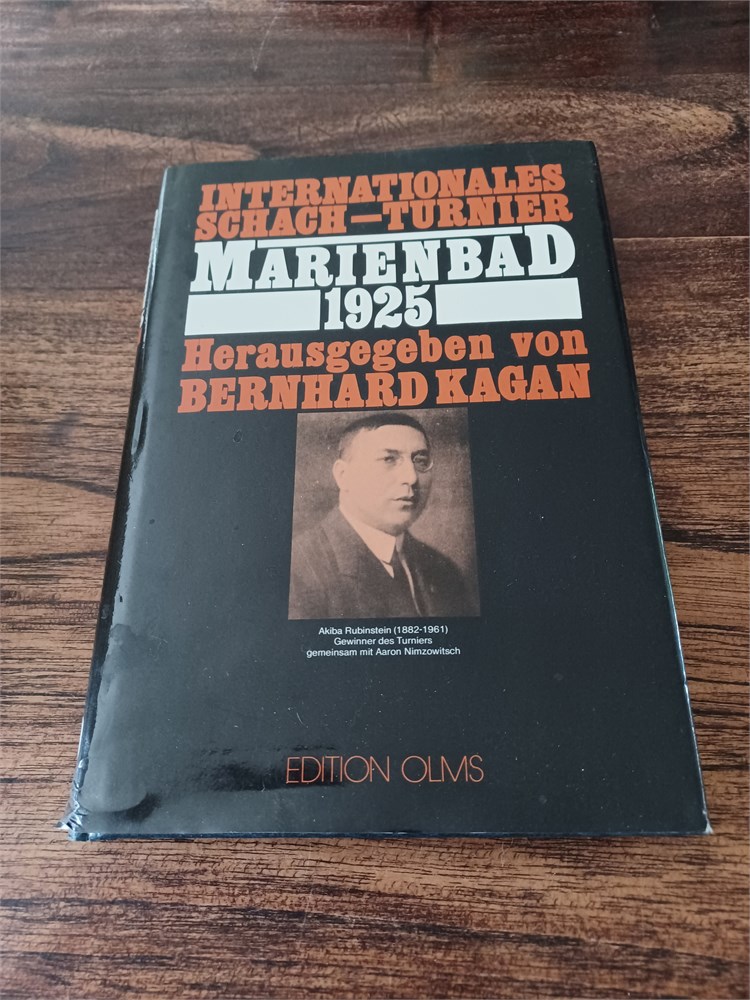 INTERNATIONALES
SCHACH—TURNIER
MARIENBAD
1925
Herausgegeben von
BERNHARD KAGAN
Akiba Rubinstein (1882-1961)
Gewinner des Turniers
gemeinsam mit Aaron Nimzowitsch
EDITION OLMS